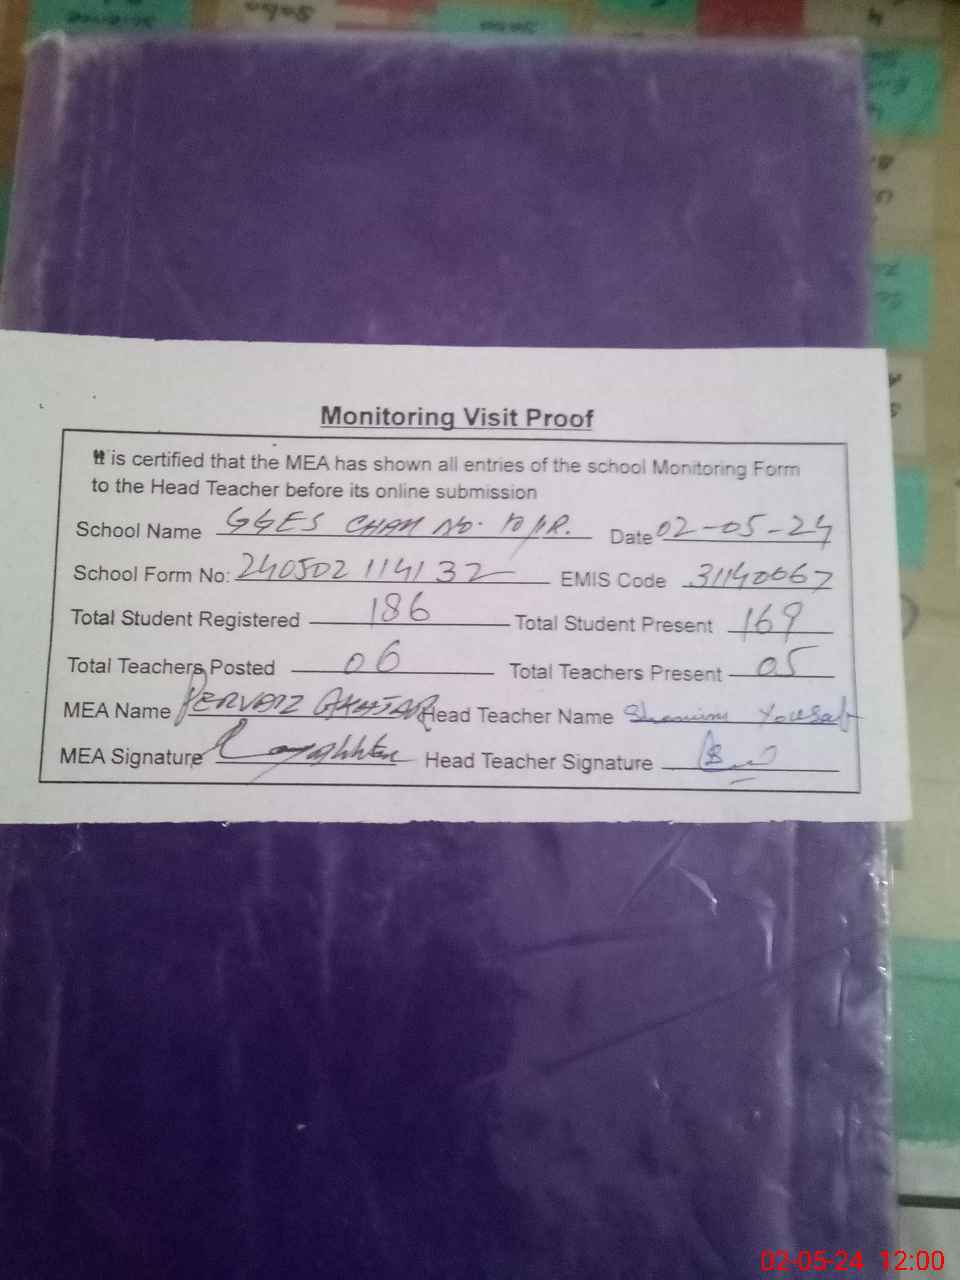 Monitoring Visit Proof
It is certified that the MEA has shown all entries of the school Monitoring Form
to the Head Teacher before its online submission
School Name GGES CHAH NO. 10/R. Date 02-05-24
School Form No: 240502114132 EMIS Code 31140067
Total Student Registered 186 Total Student Present 169
Total Teachers Posted 06 Total Teachers Present 05
MEA Name PERVAIZ AKHTAR Head Teacher Name Shamim Yousaf
MEA Signature Head Teacher Signature
02-05-24 12:00